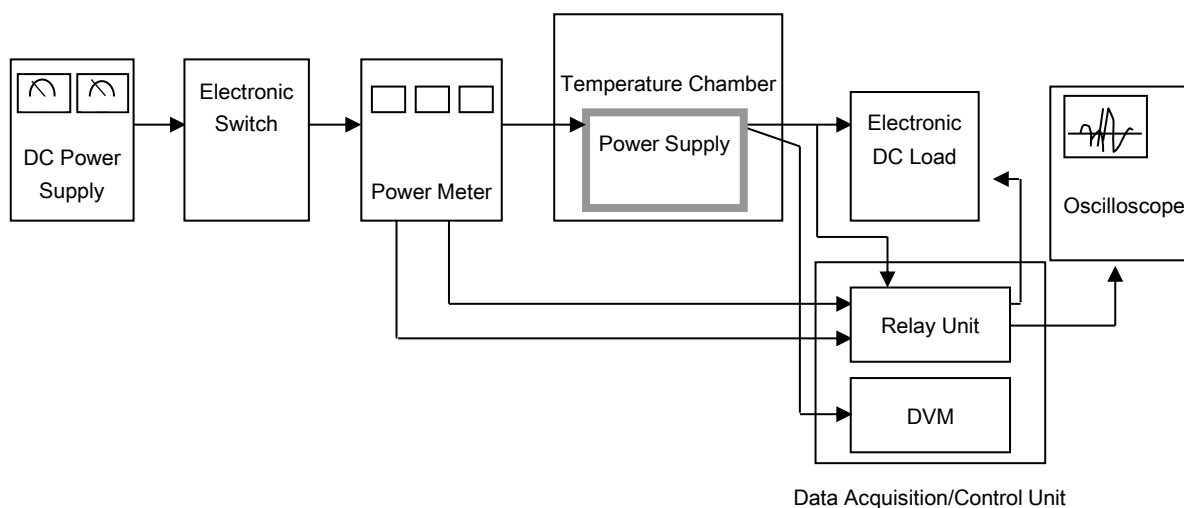 DC Power
Supply
Electronic
Switch
Power Meter
Temperature Chamber
Power Supply
Electronic
DC Load
Oscilloscope
Relay Unit
DVM
Data Acquisition/Control Unit